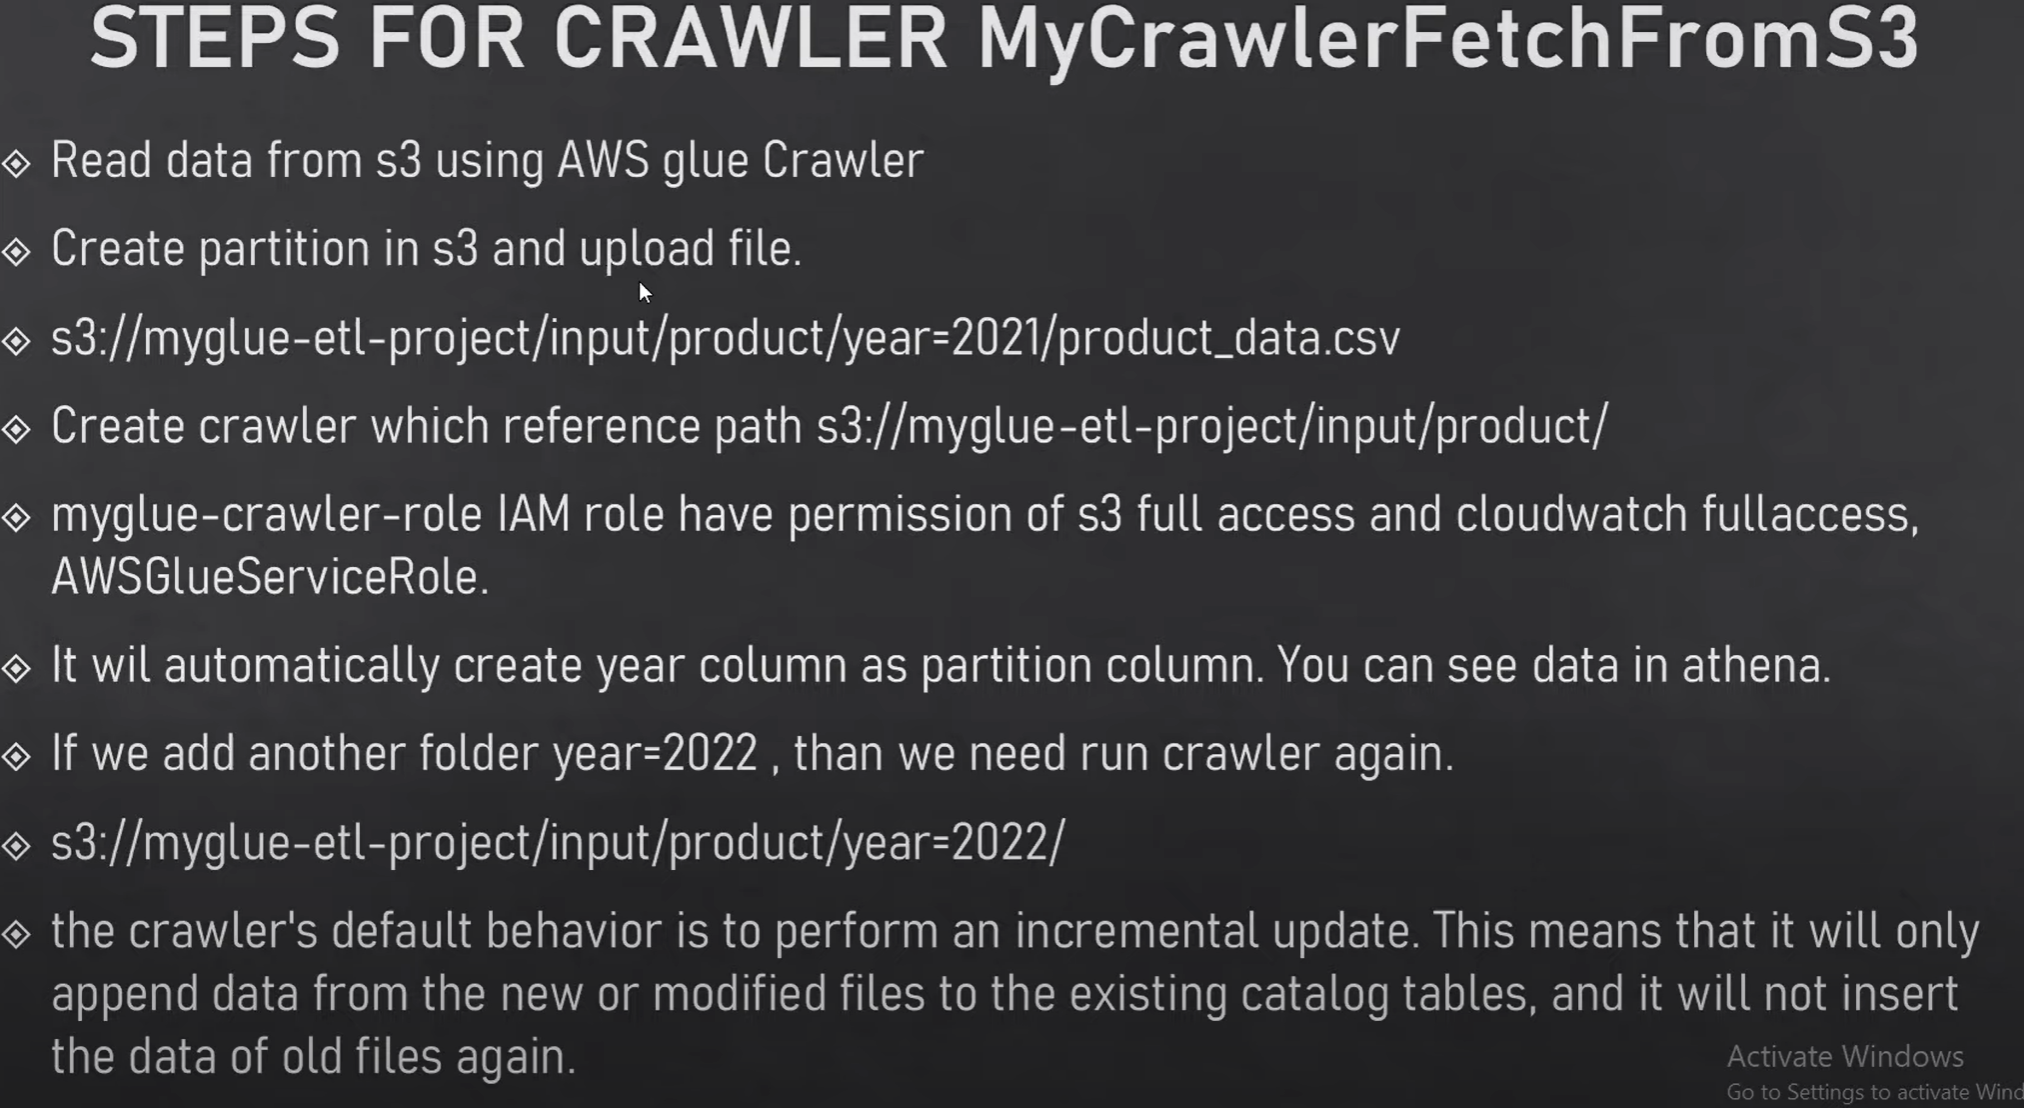 STEPS FOR CRAWLER MyCrawlerFetchFromS3
Read data from s3 using AWS glue Crawler
Create partition in s3 and upload file.
s3://myglue-etl-project/input/product/year=2021/product_data.csv
Create crawler which reference path s3://myglue-etl-project/input/product/
myglue-crawler-role IAM role have permission of s3 full access and cloudwatch fullaccess,
AWSGlueServiceRole.
It wil automatically create year column as partition column. You can see data in athena.
If we add another folder year=2022 , than we need run crawler again.
s3://myglue-etl-project/input/product/year=2022/
the crawler's default behavior is to perform an incremental update. This means that it will only
append data from the new or modified files to the existing catalog tables, and it will not insert
the data of old files again.
Activate Windows
Go to Settings to activate Wind